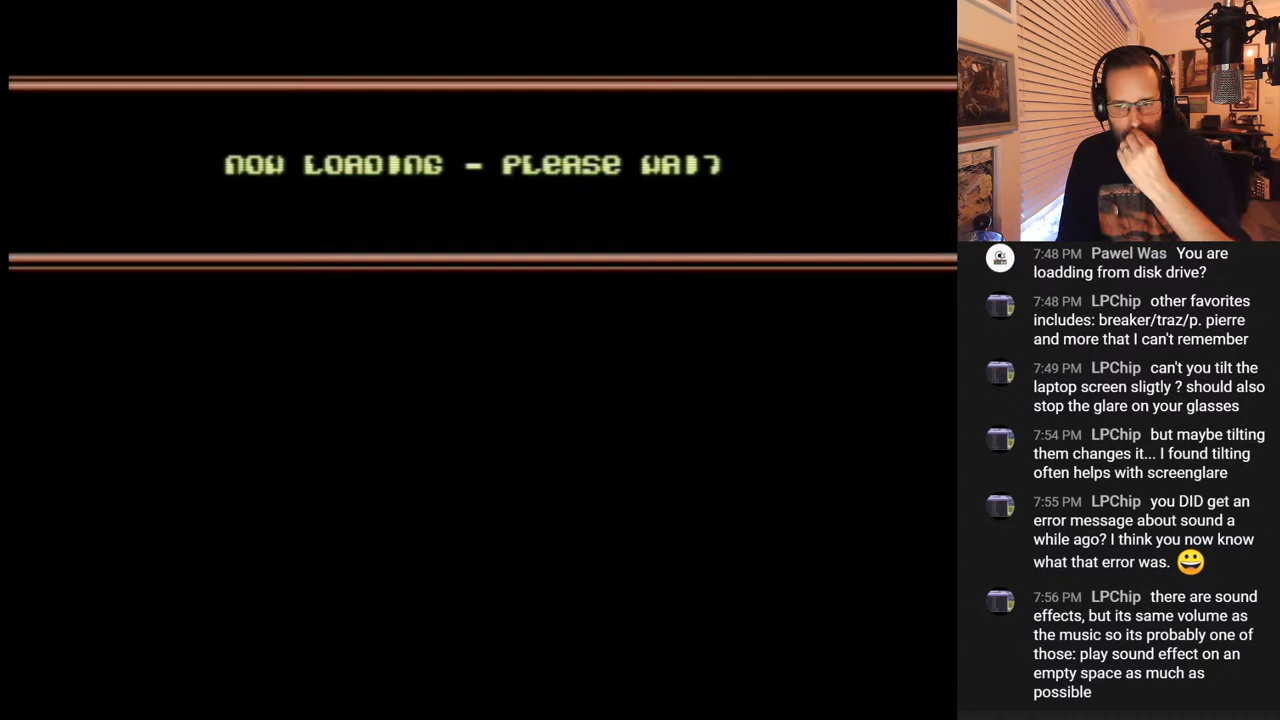 NOW LOADING - PLEASE WAIT
7:48 PM Pawel Was You are
loadding from disk drive?
7:48 PM LPChip other favorites
includes: breaker/traz/p. pierre
and more that I can't remember
7:49 PM LPChip can't you tilt the
laptop screen sligtly ? should also
stop the glare on your glasses
7:54 PM LPChip but maybe tilting
them changes it... I found tilting
often helps with screenglare
7:55 PM LPChip you DID get an
error message about sound a
while ago? I think you now know
what that error was. 😀
7:56 PM LPChip there are sound
effects, but its same volume as
the music so its probably one of
those: play sound effect on an
empty space as much as
possible